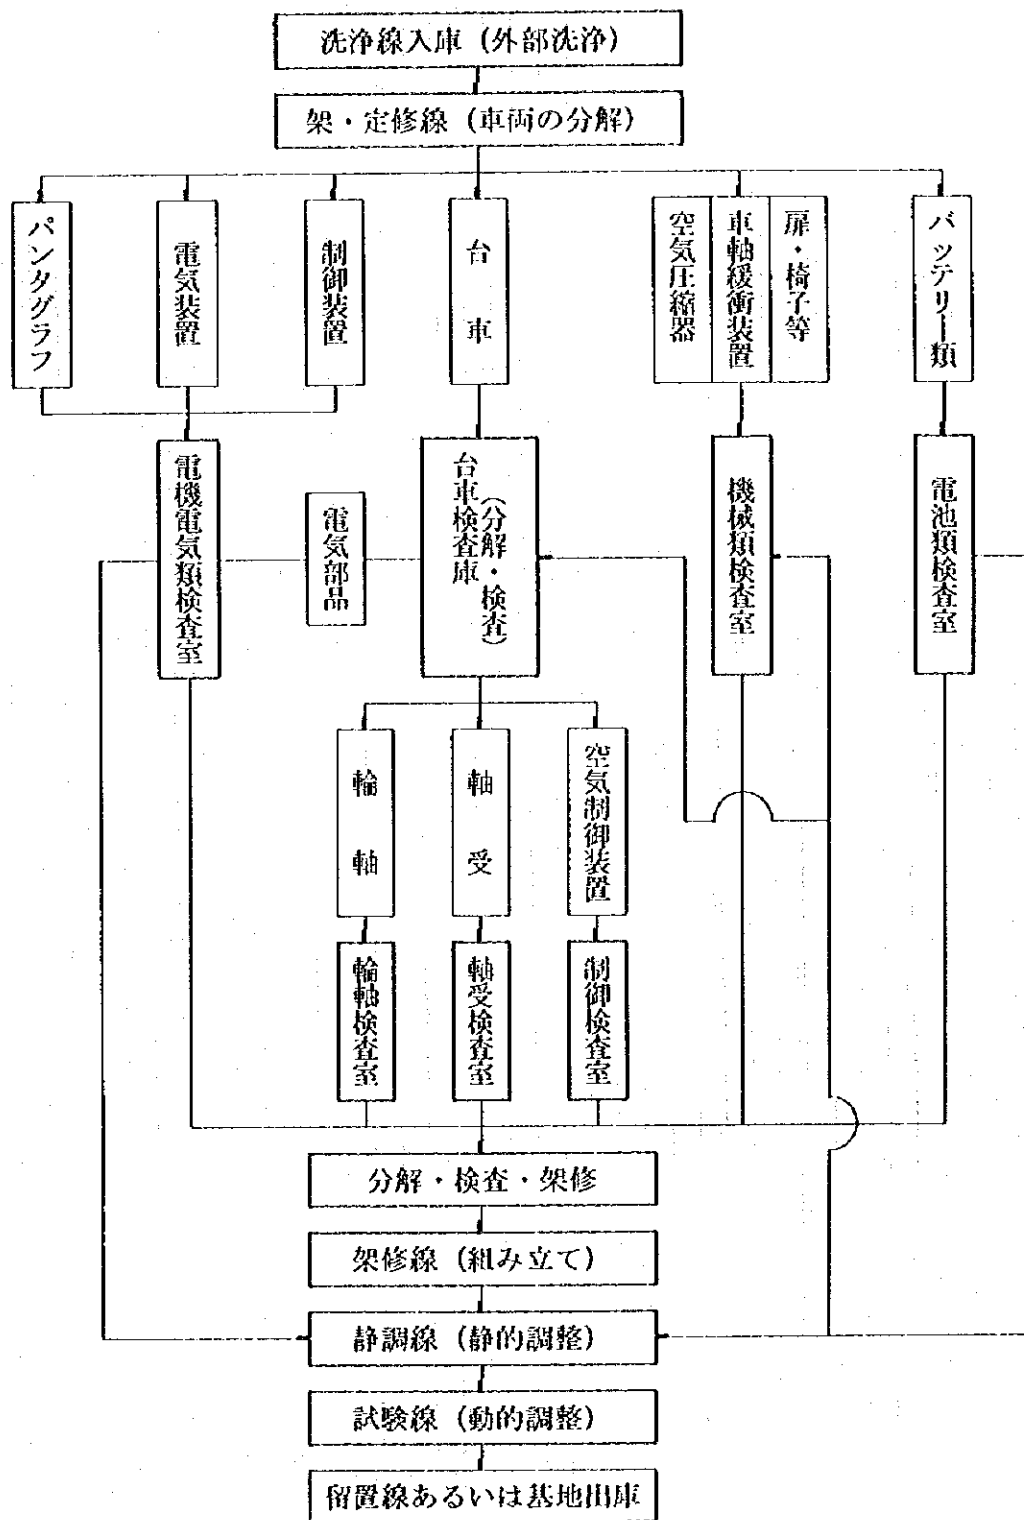 洗浄線入庫（外部洗浄）
架・定修線（車両の分解）
パンタグラフ
電気装置
制御装置
台車
空気圧縮器
車軸緩衝装置
扉・椅子等
バッテリー類
電機電気類検査室
電気部品
台車検査庫
（分解・検査）
機械類検査室
電池類検査室
輪軸
軸受
空気制御装置
輪軸検査室
軸受検査室
制御検査室
分解・検査・架修
架修線（組み立て）
静調線（静的調整）
試験線（動的調整）
留置線あるいは基地出庫